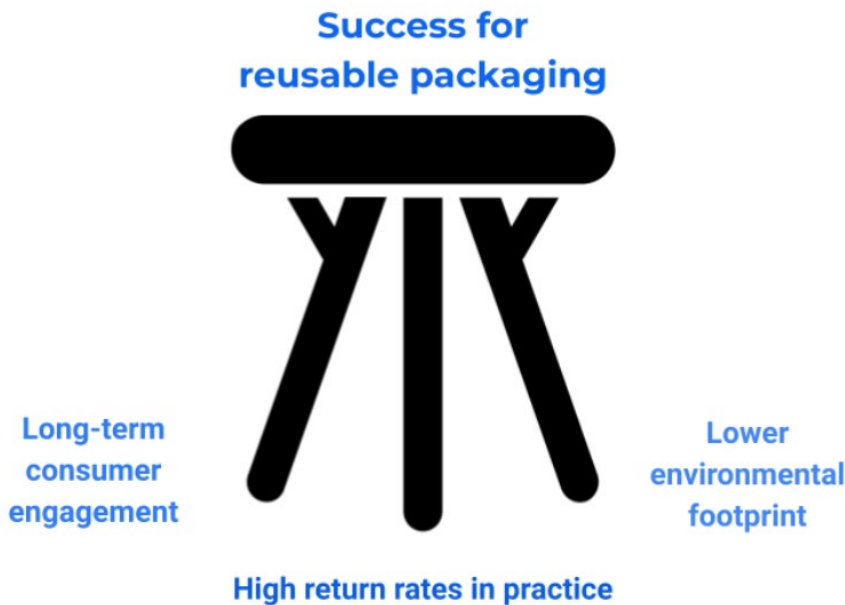 Success for
reusable packaging
Long-term
consumer
engagement
Lower
environmental
footprint
High return rates in practice